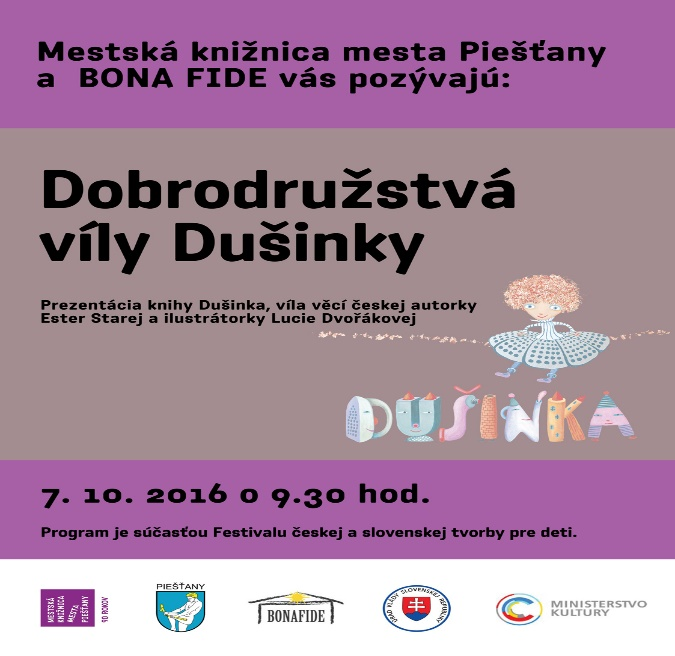 Mestská knižnica mesta Piešťany
a BONA FIDE vás pozývajú:
Dobrodružstvá
víly Dušinky
Prezentácia knihy Dušinka, víla věcí českej autorky
Ester Starej a ilustrátorky Lucie Dvořákovej
DUŠINKA
7. 10. 2016 o 9.30 hod.
Program je súčasťou Festivalu českej a slovenskej tvorby pre deti.
MESTSKÁ
KNIŽNICA
MESTA
PIEŠŤANY
90 ROKOV
PIEŠŤANY
BONAFIDE
ÚRAD VLÁDY SLOVENSKEJ REPUBLIKY
MINISTERSTVO
KULTURY